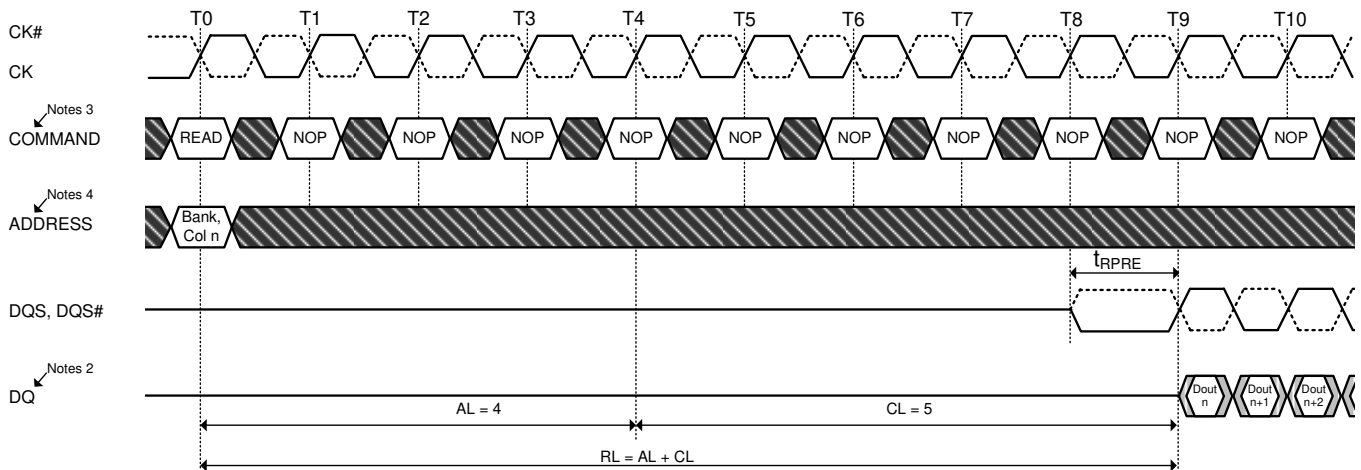 T0 T1 T2 T3 T4 T5 T6 T7 T8 T9 T10
CK#
CK
Notes 3
COMMAND
READ NOP NOP NOP NOP NOP NOP NOP NOP NOP NOP
Notes 4
ADDRESS
Bank,
Col n
tRPRE
DQS, DQS#
Notes 2
DQ
Dout
n
Dout
n+1
Dout
n+2
AL = 4
CL = 5
RL = AL + CL